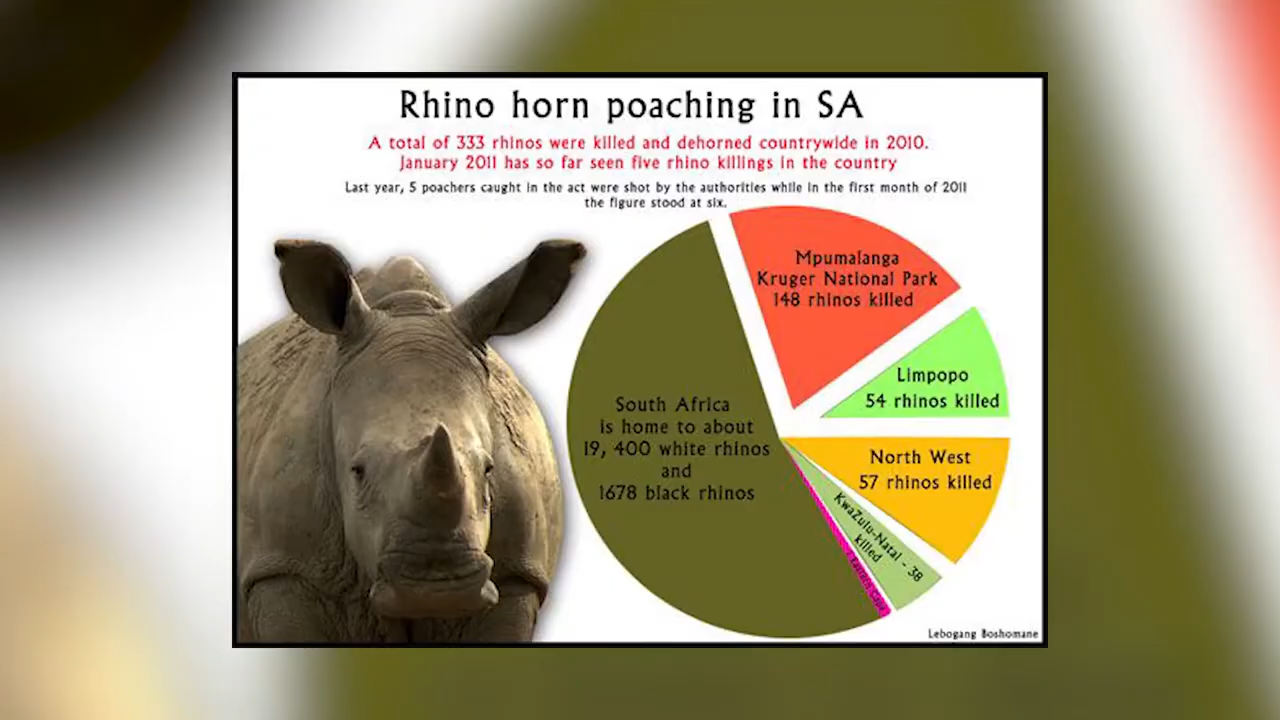 Rhino horn poaching in SA
A total of 333 rhinos were killed and dehorned countrywide in 2010.
January 2011 has so far seen five rhino killings in the country
Last year, 5 poachers caught in the act were shot by the authorities while in the first month of 2011
the figure stood at six.
Mpumalanga
Kruger National Park
148 rhinos killed
Limpopo
54 rhinos killed
South Africa
is home to about
19, 400 white rhinos
and
1678 black rhinos
North West
57 rhinos killed
KwaZulu-Natal - 38
killed
Lebogang Boshomane